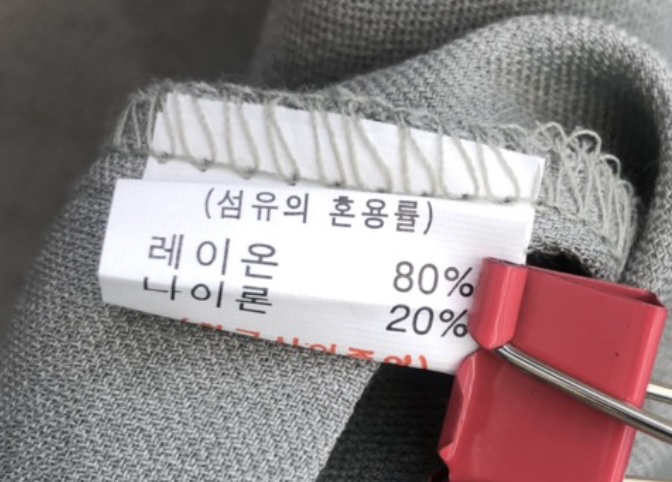 (섬유의 혼용률)
레이온 80%
나이론 20%